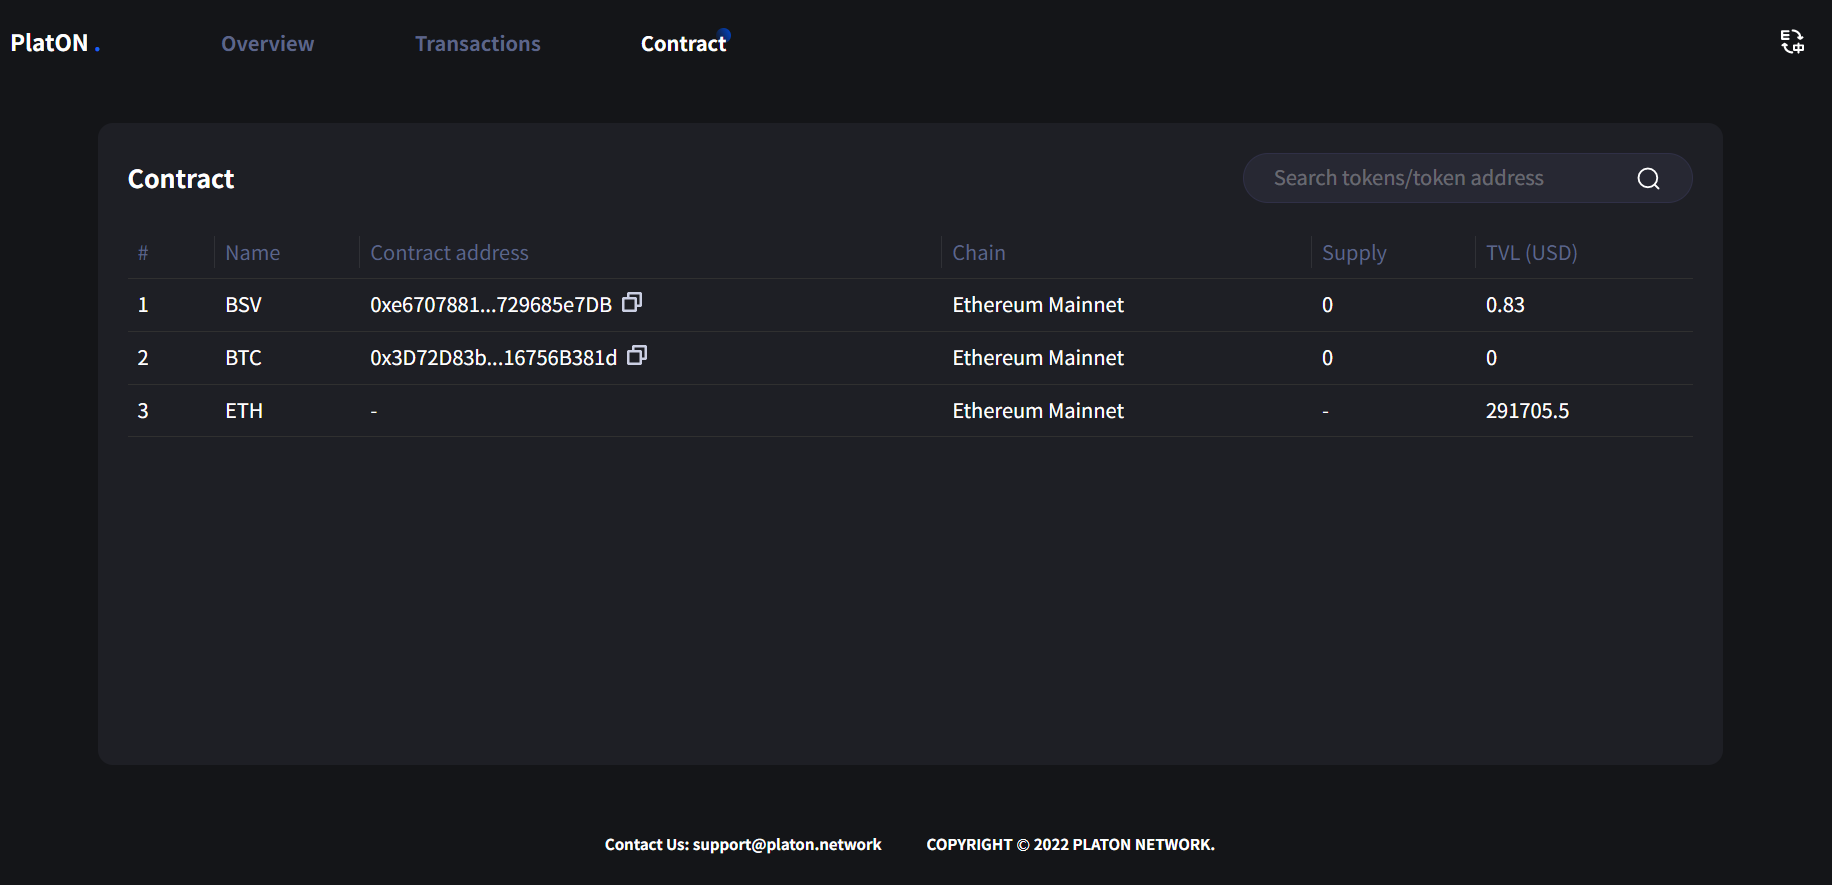 PlatON . Overview Transactions Contract
Contract Search tokens/token address
# Name Contract address Chain Supply TVL (USD)
1 BSV 0xe6707881...729685e7DB Ethereum Mainnet 0 0.83
2 BTC 0x3D72D83b...16756B381d Ethereum Mainnet 0 0
3 ETH - Ethereum Mainnet - 291705.5
Contact Us: support@platon.network COPYRIGHT © 2022 PLATON NETWORK.